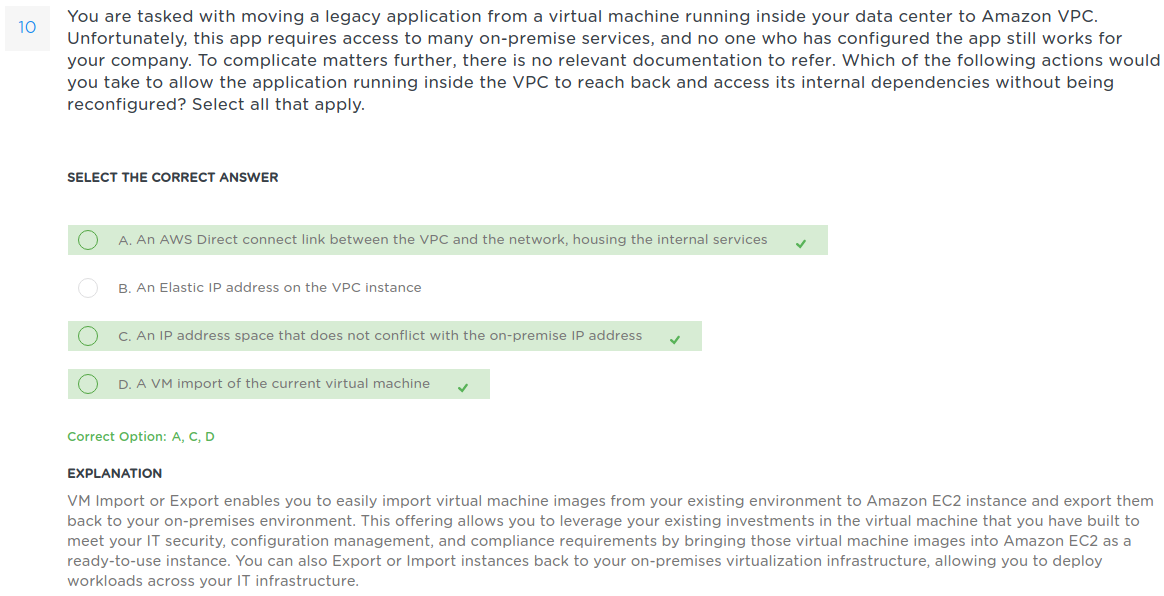 10
You are tasked with moving a legacy application from a virtual machine running inside your data center to Amazon VPC.
Unfortunately, this app requires access to many on-premise services, and no one who has configured the app still works for
your company. To complicate matters further, there is no relevant documentation to refer. Which of the following actions would
you take to allow the application running inside the VPC to reach back and access its internal dependencies without being
reconfigured? Select all that apply.
SELECT THE CORRECT ANSWER
A. An AWS Direct connect link between the VPC and the network, housing the internal services
B. An Elastic IP address on the VPC instance
C. An IP address space that does not conflict with the on-premise IP address
D. A VM import of the current virtual machine
Correct Option: A, C, D
EXPLANATION
VM Import or Export enables you to easily import virtual machine images from your existing environment to Amazon EC2 instance and export them
back to your on-premises environment. This offering allows you to leverage your existing investments in the virtual machine that you have built to
meet your IT security, configuration management, and compliance requirements by bringing those virtual machine images into Amazon EC2 as a
ready-to-use instance. You can also Export or Import instances back to your on-premises virtualization infrastructure, allowing you to deploy
workloads across your IT infrastructure.